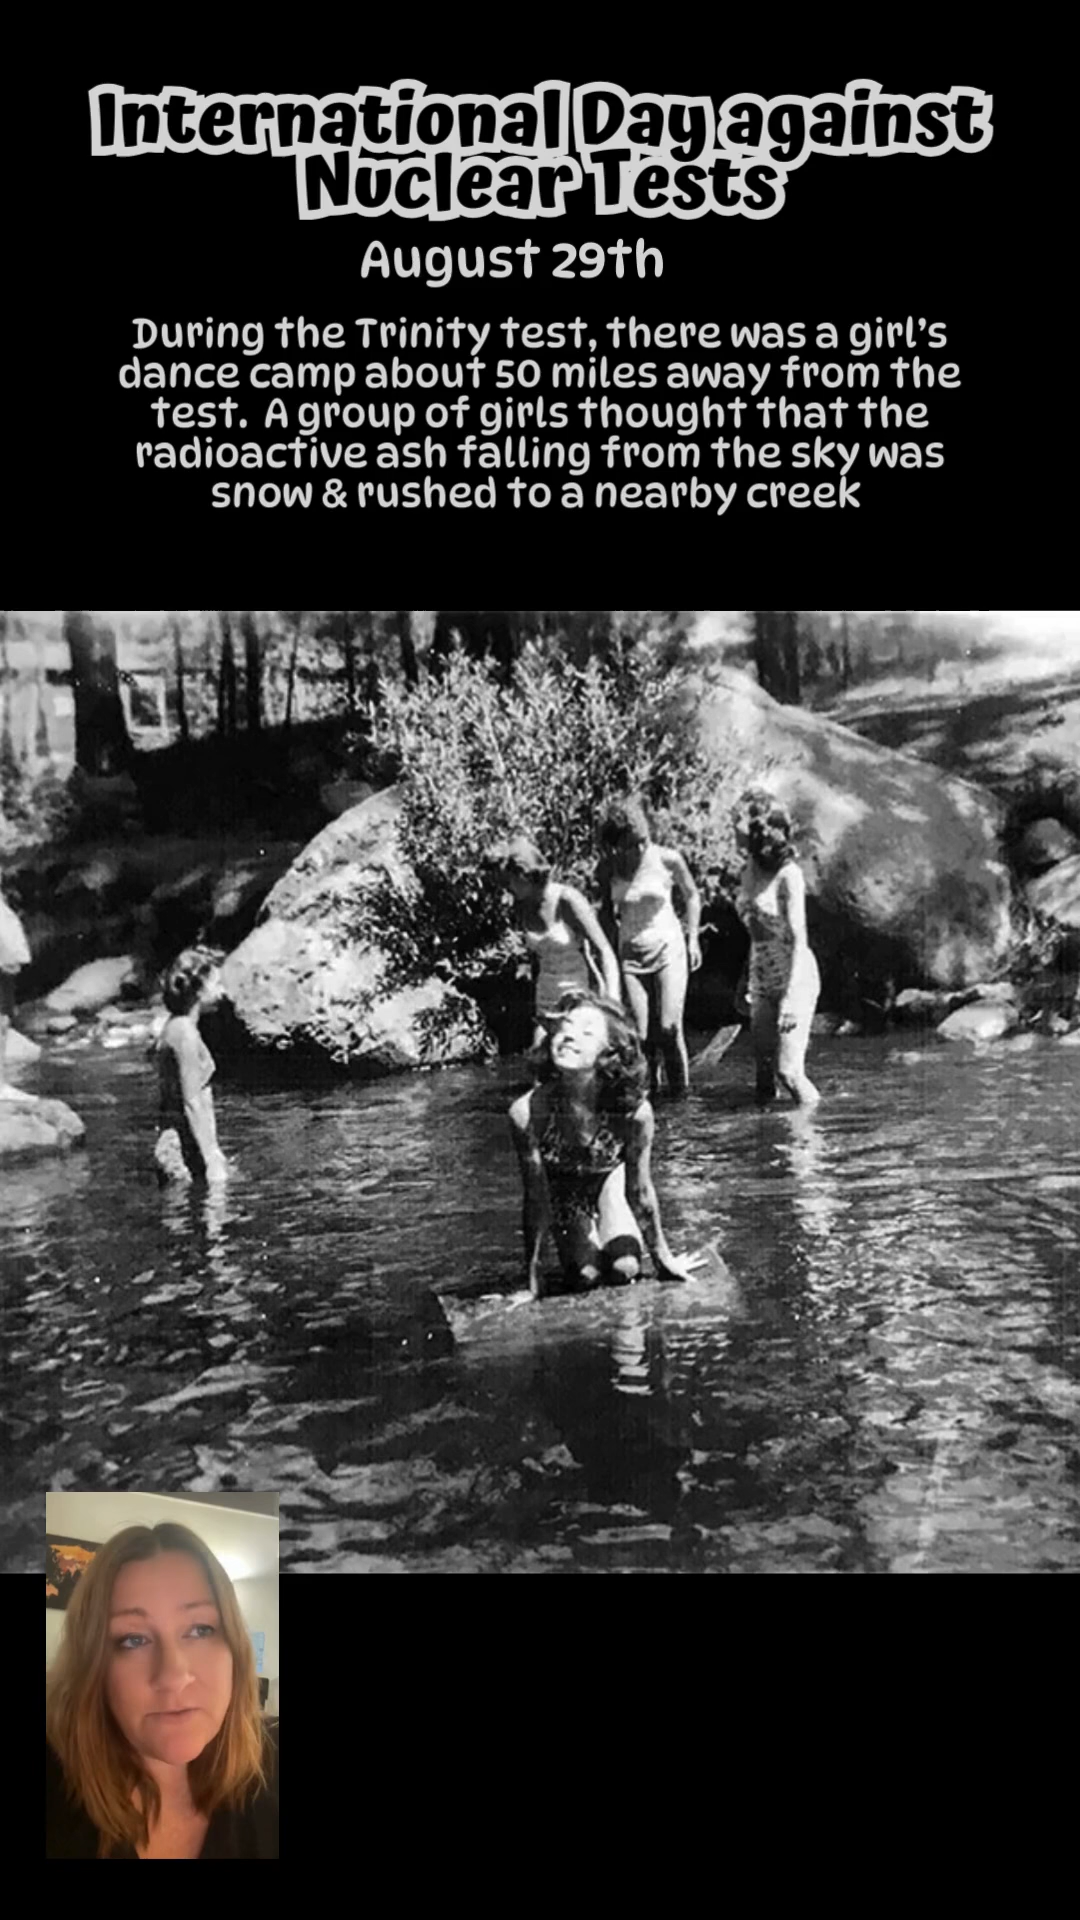 International Day against
Nuclear Tests
August 29th
During the Trinity test, there was a girl's
dance camp about 50 miles away from the
test. A group of girls thought that the
radioactive ash falling from the sky was
snow & rushed to a nearby creek